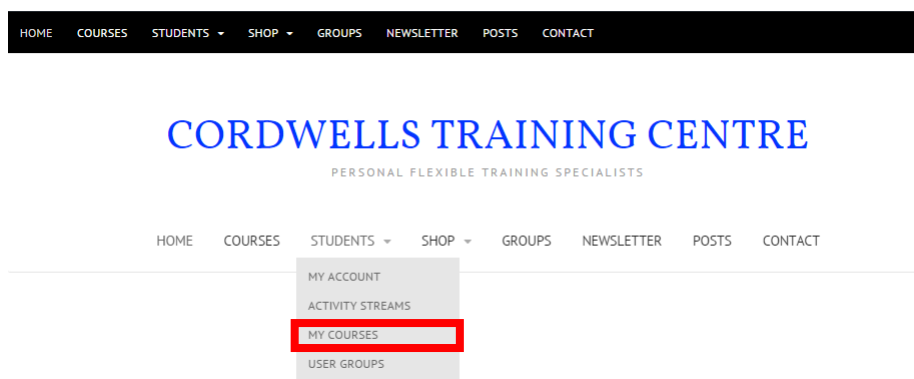 HOME COURSES STUDENTS SHOP GROUPS NEWSLETTER POSTS CONTACT
CORDWELLS TRAINING CENTRE
PERSONAL FLEXIBLE TRAINING SPECIALISTS
HOME COURSES STUDENTS SHOP GROUPS NEWSLETTER POSTS CONTACT
MY ACCOUNT
ACTIVITY STREAMS
MY COURSES
USER GROUPS